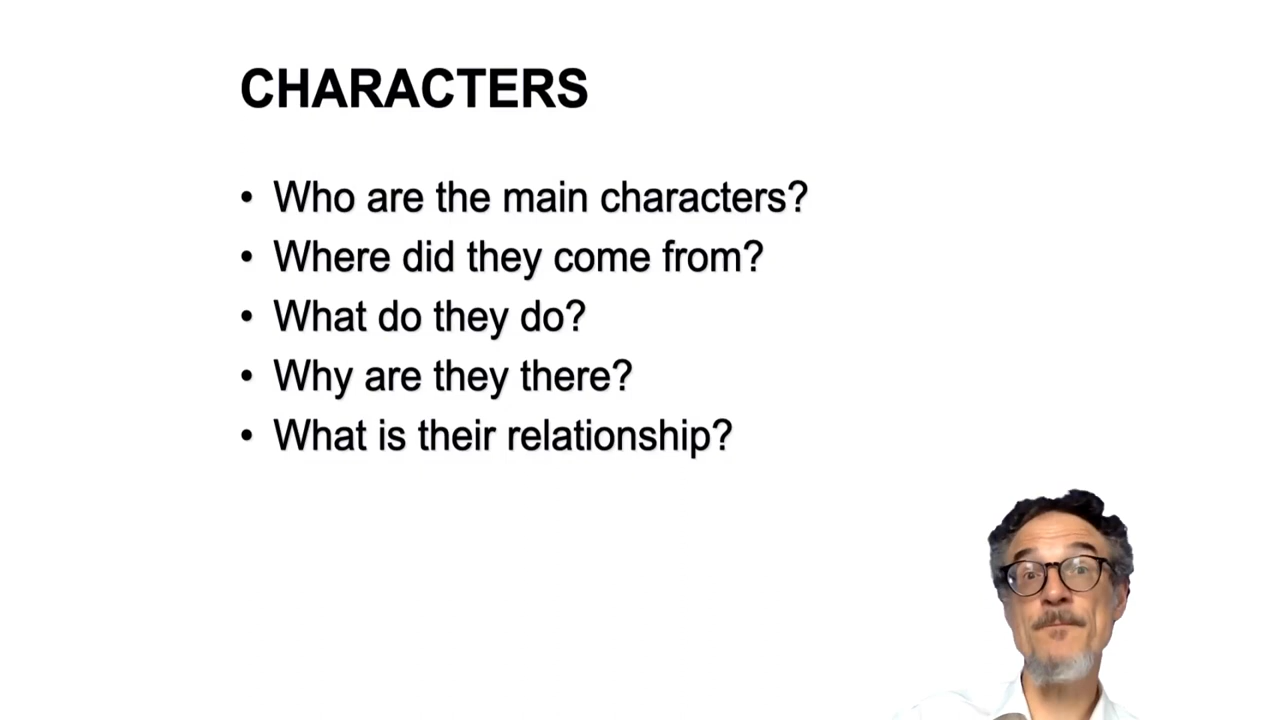 CHARACTERS
• Who are the main characters?
• Where did they come from?
• What do they do?
• Why are they there?
• What is their relationship?